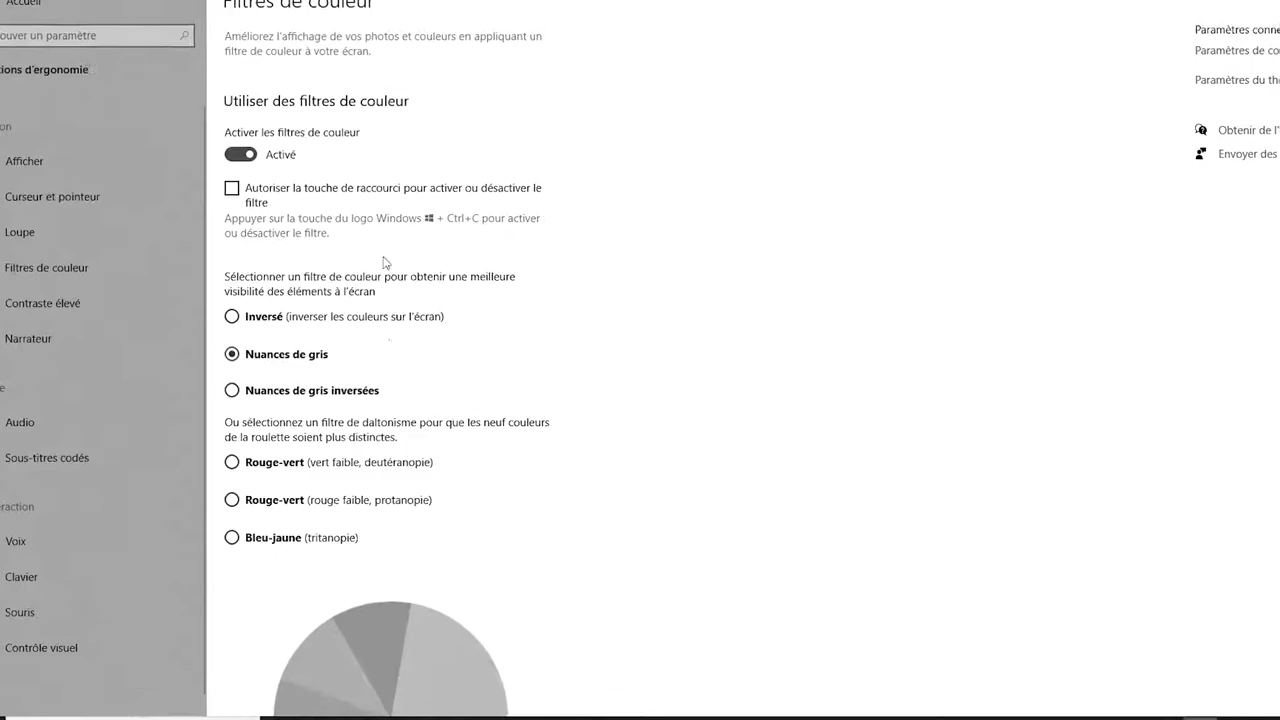 Accueil
Filtres de couleur
ouver un paramètre
Améliorez l'affichage de vos photos et couleurs en appliquant un
filtre de couleur à votre écran.
ions d'ergonomie
Utiliser des filtres de couleur
on
Activer les filtres de couleur
Activé
Afficher
Autoriser la touche de raccourci pour activer ou désactiver le
filtre
Curseur et pointeur
Appuyer sur la touche du logo Windows + Ctrl+C pour activer
ou désactiver le filtre.
Loupe
Filtres de couleur
Sélectionner un filtre de couleur pour obtenir une meilleure
visibilité des éléments à l'écran
Contraste élevé
Inversé (inverser les couleurs sur l'écran)
Narrateur
Nuances de gris
e
Nuances de gris inversées
Audio
Ou sélectionnez un filtre de daltonisme pour que les neuf couleurs
de la roulette soient plus distinctes.
Sous-titres codés
Rouge-vert (vert faible, deutéranopie)
eraction
Rouge-vert (rouge faible, protanopie)
Voix
Bleu-jaune (tritanopie)
Clavier
Souris
Contrôle visuel
Paramètres conne
Paramètres de co
Paramètres du th
Obtenir de l'
Envoyer des